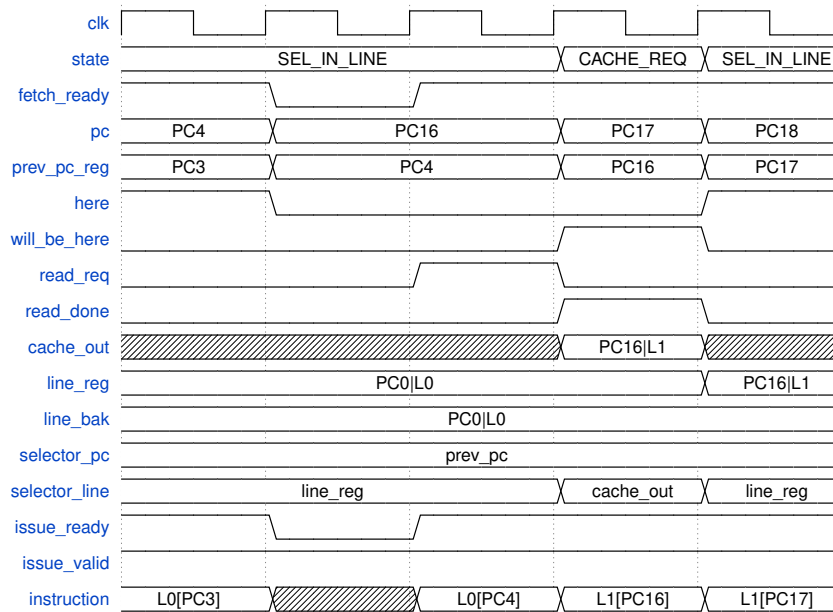 clk
state SEL_IN_LINE CACHE_REQ SEL_IN_LINE
fetch_ready
pc PC4 PC16 PC17 PC18
prev_pc_reg PC3 PC4 PC16 PC17
here
will_be_here
read_req
read_done
cache_out PC16|L1
line_reg PC0|L0 PC16|L1
line_bak PC0|L0
selector_pc prev_pc
selector_line line_reg cache_out line_reg
issue_ready
issue_valid
instruction L0[PC3] L0[PC4] L1[PC16] L1[PC17]